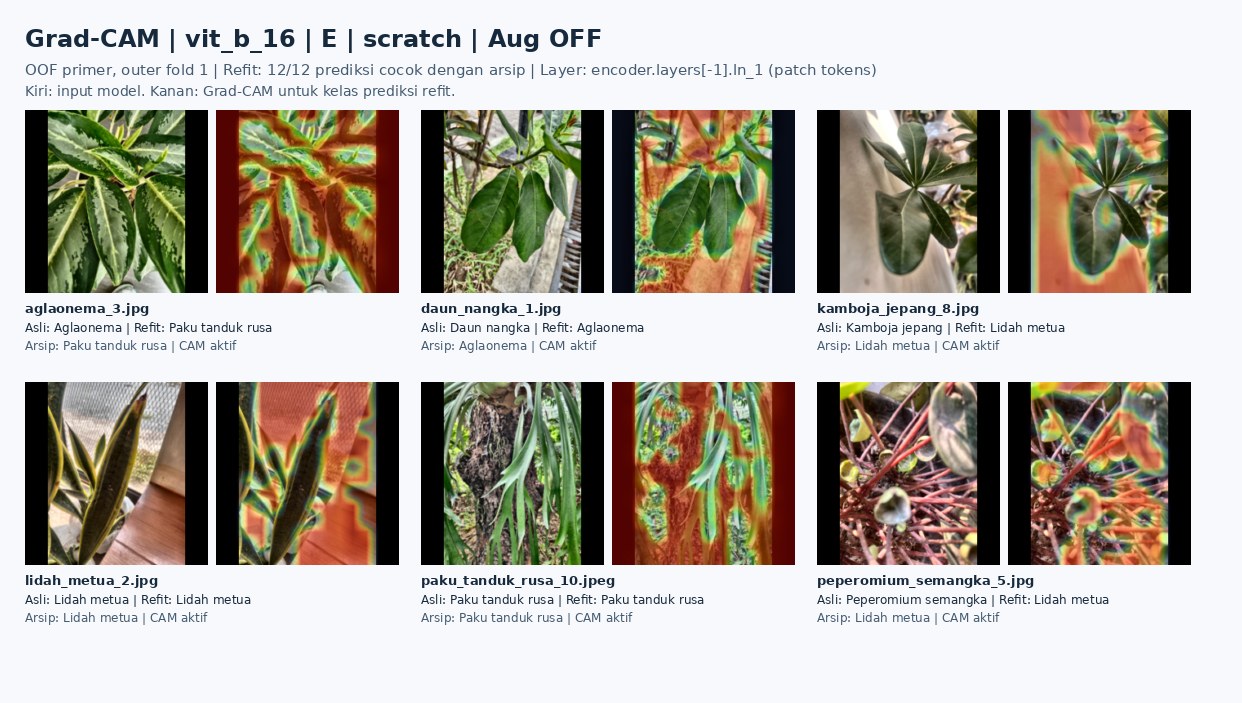 Grad-CAM | vit_b_16 | E | scratch | Aug OFF
OOF primer, outer fold 1 | Refit: 12/12 prediksi cocok dengan arsip | Layer: encoder.layers[-1].ln_1 (patch tokens)
Kiri: input model. Kanan: Grad-CAM untuk kelas prediksi refit.
aglaonema_3.jpg
Asli: Aglaonema | Refit: Paku tanduk rusa
Arsip: Paku tanduk rusa | CAM aktif
daun_nangka_1.jpg
Asli: Daun nangka | Refit: Aglaonema
Arsip: Aglaonema | CAM aktif
kamboja_jepang_8.jpg
Asli: Kamboja jepang | Refit: Lidah metua
Arsip: Lidah metua | CAM aktif
lidah_metua_2.jpg
Asli: Lidah metua | Refit: Lidah metua
Arsip: Lidah metua | CAM aktif
paku_tanduk_rusa_10.jpeg
Asli: Paku tanduk rusa | Refit: Paku tanduk rusa
Arsip: Paku tanduk rusa | CAM aktif
peperomium_semangka_5.jpg
Asli: Peperomium semangka | Refit: Lidah metua
Arsip: Lidah metua | CAM aktif